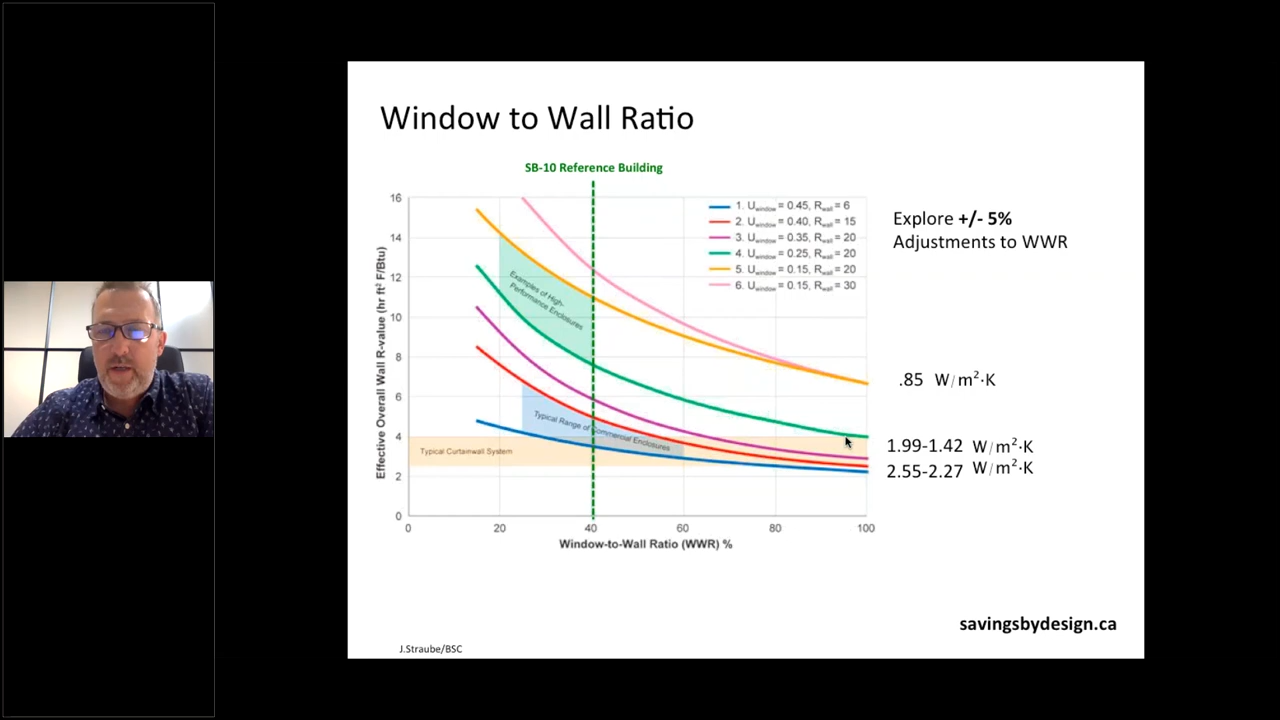 Window to Wall Ratio
SB-10 Reference Building
16
14
12
10
8
6
4
2
0
Effective Overall Wall R-value (hr ft² F/Btu)
1. Uwindow = 0.45, Rwall = 6
2. Uwindow = 0.40, Rwall = 15
3. Uwindow = 0.35, Rwall = 20
4. Uwindow = 0.25, Rwall = 20
5. Uwindow = 0.15, Rwall = 20
6. Uwindow = 0.15, Rwall = 30
Examples of High-
Performance Enclosures
Typical Range of Commercial Enclosures
Typical Curtainwall System
0 20 40 60 80 100
Window-to-Wall Ratio (WWR) %
Explore +/- 5%
Adjustments to WWR
.85 W/m²·K
1.99-1.42 W/m²·K
2.55-2.27 W/m²·K
savingsbydesign.ca
J.Straube/BSC